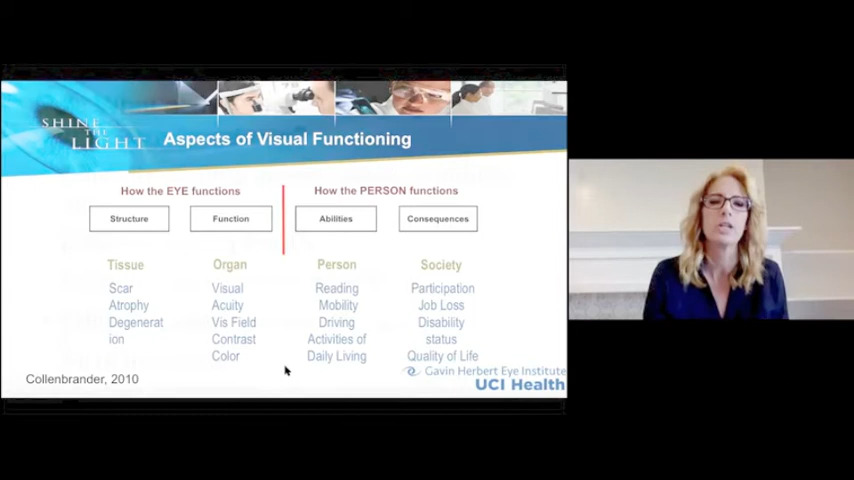 SHINE
THE
LIGHT
Aspects of Visual Functioning
How the EYE functions
How the PERSON functions
Structure
Function
Abilities
Consequences
Tissue
Organ
Person
Society
Scar
Atrophy
Degenerat
ion
Visual
Acuity
Vis Field
Contrast
Color
Reading
Mobility
Driving
Activities of
Daily Living
Participation
Job Loss
Disability
status
Quality of Life
Collenbrander, 2010
Gavin Herbert Eye Institute
UCI Health